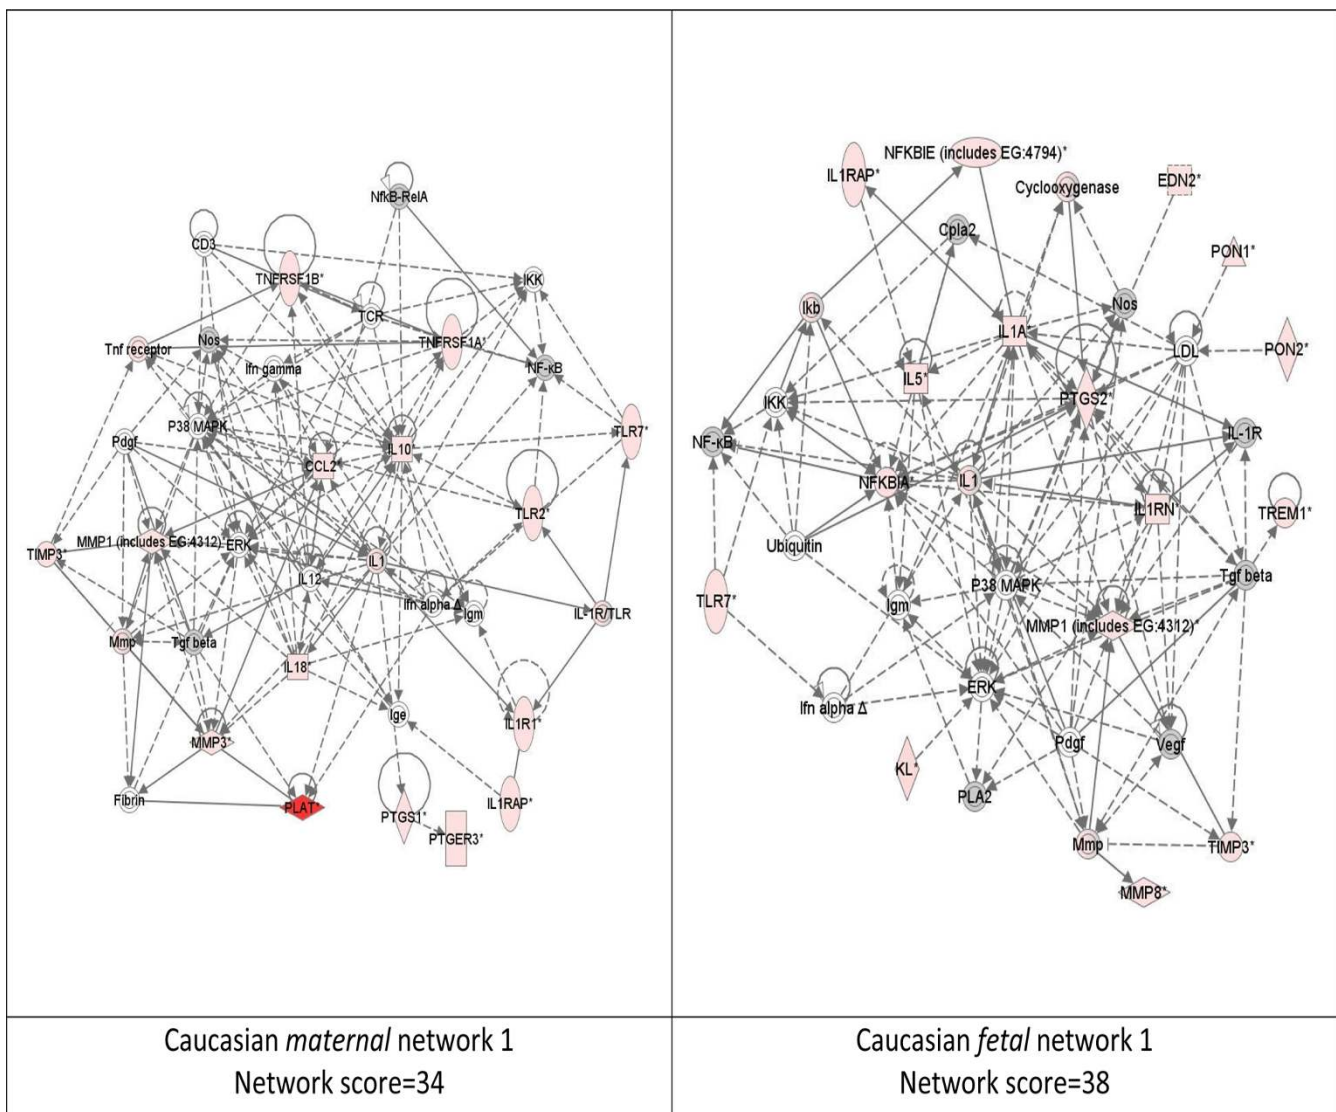 NfkB-RelA
CD3
TNFRSF1B*
IKK
TCR
Tnf receptor
Nos
TNFRSF1A*
Ifn gamma
NF-κB
P38 MAPK
Pdgf
TLR7*
CCL2*
IL10*
TLR2*
MMP1 (includes EG:4312)
ERK
TIMP3*
IL12
IL1
Ifn alpha Δ
Igm
IL-1R/TLR
Mmp
Tgf beta
IL18*
Ige
IL1R1*
MMP3*
Fibrin
PLAT*
PTGS1*
IL1RAP*
PTGER3*
Caucasian maternal network 1
Network score=34
NFKBIE (includes EG:4794)*
IL1RAP*
Cyclooxygenase
EDN2*
Cpla2
PON1*
Ikb
Nos
IL1A*
LDL
PON2*
IL5*
IKK
PTGS2*
NF-κB
IL-1R
NFKBIA*
IL1
IL1RN*
TREM1*
Ubiquitin
P38 MAPK
Tgf beta
TLR7*
Igm
MMP1 (includes EG:4312)*
ERK
Ifn alpha Δ
Pdgf
Vegf
KL*
PLA2
Mmp
TIMP3*
MMP8*
Caucasian fetal network 1
Network score=38